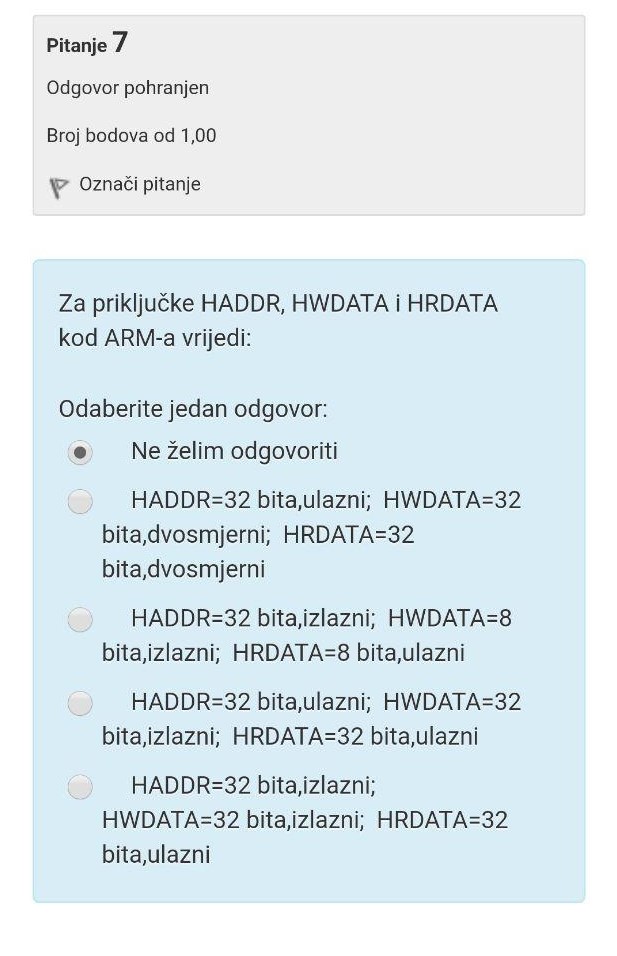 Pitanje 7
Odgovor pohranjen
Broj bodova od 1,00
Označi pitanje
Za priključke HADDR, HWDATA i HRDATA
kod ARM-a vrijedi:
Odaberite jedan odgovor:
Ne želim odgovoriti
HADDR=32 bita,ulazni; HWDATA=32
bita,dvosmjerni; HRDATA=32
bita,dvosmjerni
HADDR=32 bita,izlazni; HWDATA=8
bita,izlazni; HRDATA=8 bita,ulazni
HADDR=32 bita,ulazni; HWDATA=32
bita,izlazni; HRDATA=32 bita,ulazni
HADDR=32 bita,izlazni;
HWDATA=32 bita,izlazni; HRDATA=32
bita,ulazni